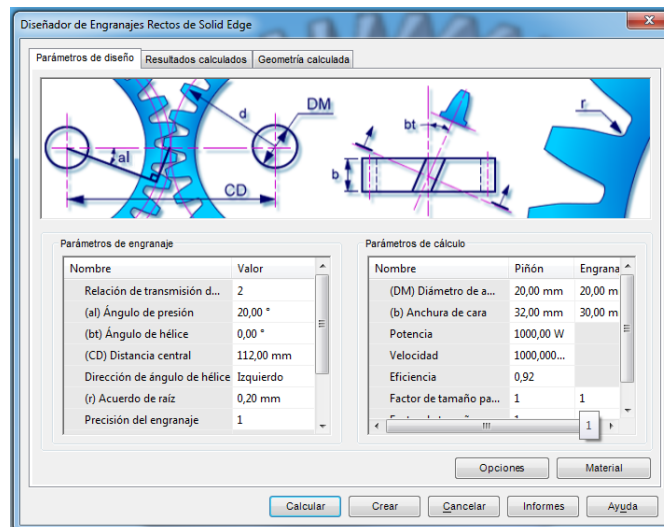 Diseñador de Engranajes Rectos de Solid Edge
Parámetros de diseño Resultados calculados Geometría calculada
d
DM
al
CD
bt
b
r
Parámetros de engranaje
Nombre Valor
Relación de transmisión d... 2
(al) Ángulo de presión 20,00 °
(bt) Ángulo de hélice 0,00 °
(CD) Distancia central 112,00 mm
Dirección de ángulo de hélice Izquierdo
(r) Acuerdo de raíz 0,20 mm
Precisión del engranaje 1
Parámetros de cálculo
Nombre Piñón Engrana
(DM) Diámetro de a... 20,00 mm 20,00 m
(b) Anchura de cara 32,00 mm 30,00 m
Potencia 1000,00 W
Velocidad 1000,000...
Eficiencia 0,92
Factor de tamaño pa... 1 1
1
Opciones Material
Calcular Crear Cancelar Informes Ayuda